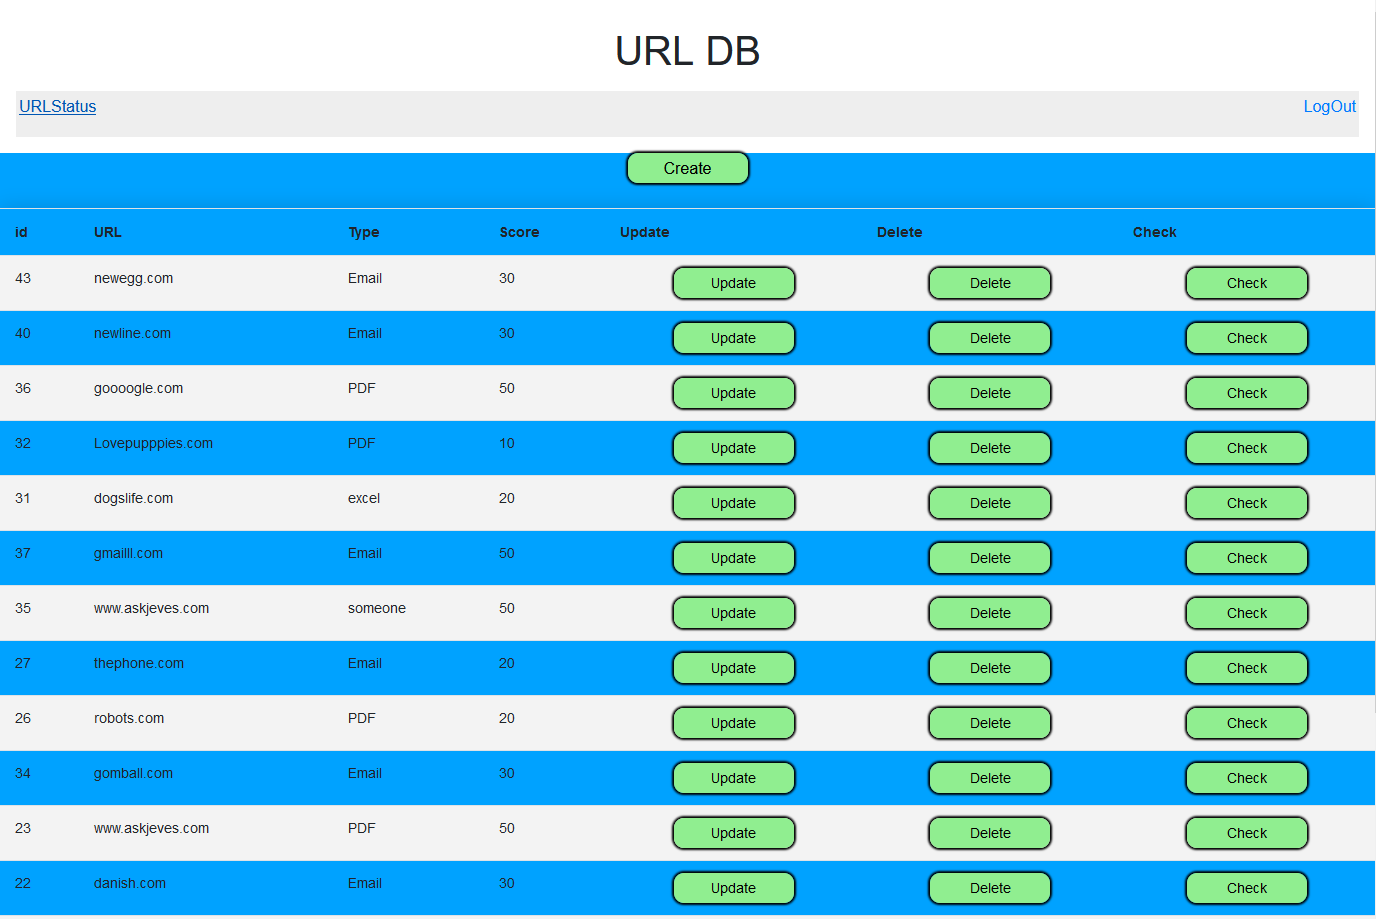 URL DB
URLStatus LogOut
Create
id URL Type Score Update Delete Check
43 newegg.com Email 30 Update Delete Check
40 newline.com Email 30 Update Delete Check
36 goooogle.com PDF 50 Update Delete Check
32 Lovepupppies.com PDF 10 Update Delete Check
31 dogslife.com excel 20 Update Delete Check
37 gmailll.com Email 50 Update Delete Check
35 www.askjeves.com someone 50 Update Delete Check
27 thephone.com Email 20 Update Delete Check
26 robots.com PDF 20 Update Delete Check
34 gomball.com Email 30 Update Delete Check
23 www.askjeves.com PDF 50 Update Delete Check
22 danish.com Email 30 Update Delete Check